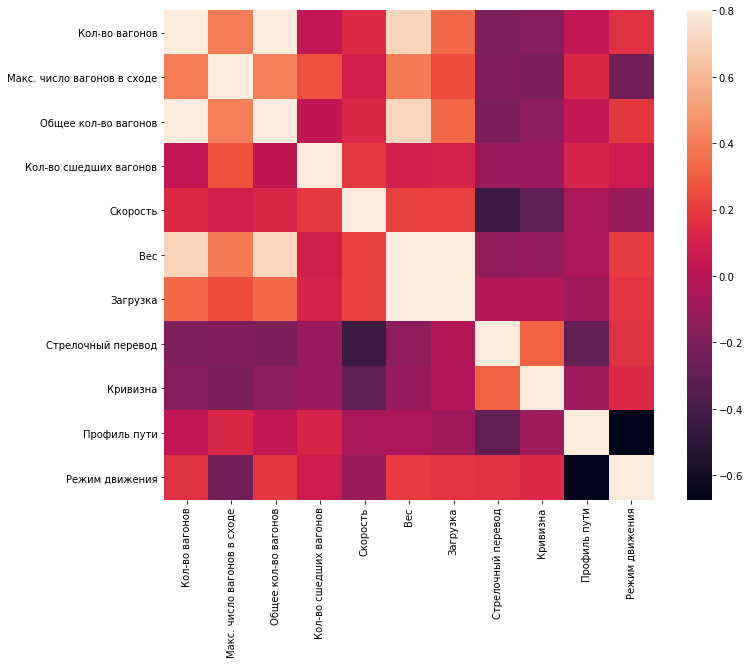 Кол-во вагонов
Макс. число вагонов в сходе
Общее кол-во вагонов
Кол-во сшедших вагонов
Скорость
Вес
Загрузка
Стрелочный перевод
Кривизна
Профиль пути
Режим движения
Кол-во вагонов
Макс. число вагонов в сходе
Общее кол-во вагонов
Кол-во сшедших вагонов
Скорость
Вес
Загрузка
Стрелочный перевод
Кривизна
Профиль пути
Режим движения
0.8
0.6
0.4
0.2
0.0
−0.2
−0.4
−0.6